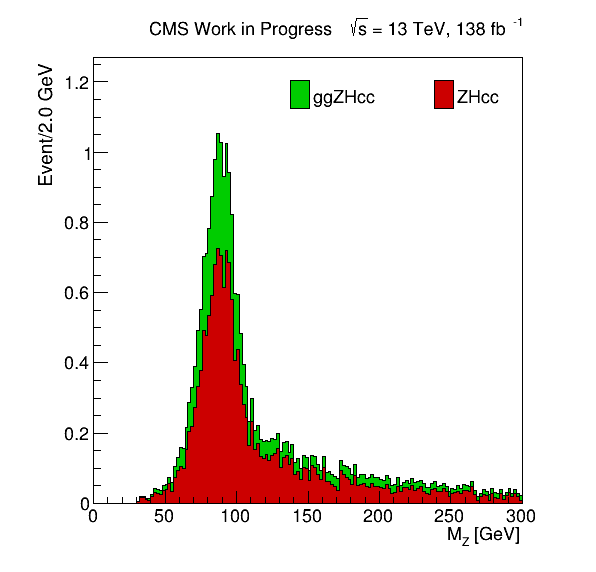 CMS Work in Progress √s = 13 TeV, 138 fb -1
Event/2.0 GeV
ggZHcc ZHcc
1.2
1
0.8
0.6
0.4
0.2
0
0 50 100 150 200 250 300
M_Z [GeV]